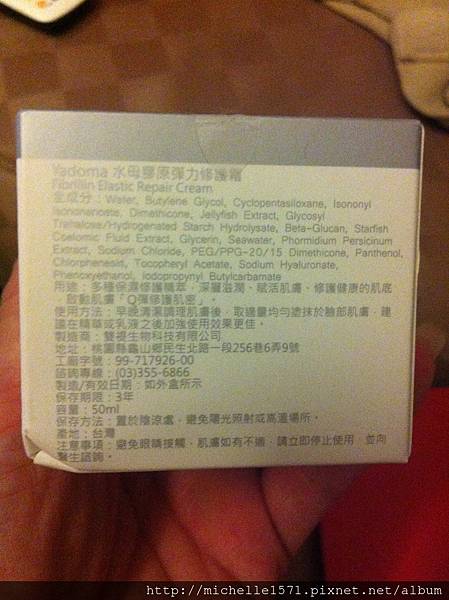 Yadoma 水母膠原彈力修護霜
Fibrillin Elastic Repair Cream
全成分：Water, Butylene Glycol, Cyclopentasiloxane, Isononyl
Isononanoate, Dimethicone, Jellyfish Extract, Glycosyl
Trehalose/Hydrogenated Starch Hydrolysate, Beta-Glucan, Starfish
Coelomic Fluid Extract, Glycerin, Seawater, Phormidium Persicinum
Extract, Sodium Chloride, PEG/PPG-20/15 Dimethicone, Panthenol,
Chlorphenesin, Tocopheryl Acetate, Sodium Hyaluronate,
Phenoxyethanol, Iodopropynyl Butylcarbamate
用途：多種保濕修護精萃，深層滋潤、賦活肌膚、修護健康的肌底
，啟動肌膚「Q彈修護肌密」。
使用方法：早晚清潔調理肌膚後，取適量均勻塗抹於臉部肌膚，建
議在精華或乳液之後加強使用效果更佳。
製造商：雙視生物科技有限公司
地址：桃園縣龜山鄉民生北路一段256巷6弄9號
工廠字號：99-717926-00
諮詢專線：(03)355-6866
製造/有效日期：如外盒所示
保存期限：3年
容量：50ml
保存方法：置於陰涼處，避免陽光照射或高溫場所。
產地：台灣
注意事項：避免眼睛接觸，肌膚如有不適，請立即停止使用 並向
醫生諮詢。
http://michelle1571.pixnet.net/album